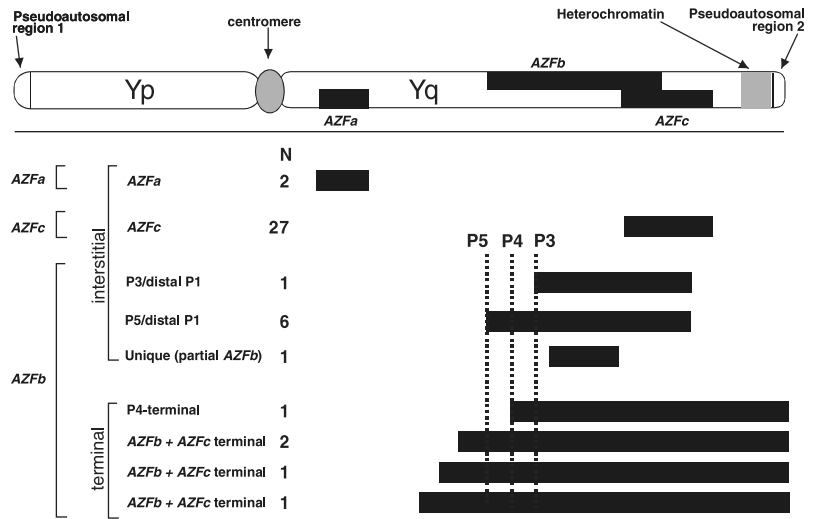 Pseudoautosomal
region 1
centromere
Heterochromatin
Pseudoautosomal
region 2
AZFb
Yp
Yq
AZFa
AZFc
N
AZFa
AZFa
2
AZFc
AZFc
27
P5 P4 P3
interstitial
P3/distal P1
1
P5/distal P1
6
Unique (partial AZFb)
1
AZFb
P4-terminal
1
terminal
AZFb + AZFc terminal
2
AZFb + AZFc terminal
1
AZFb + AZFc terminal
1